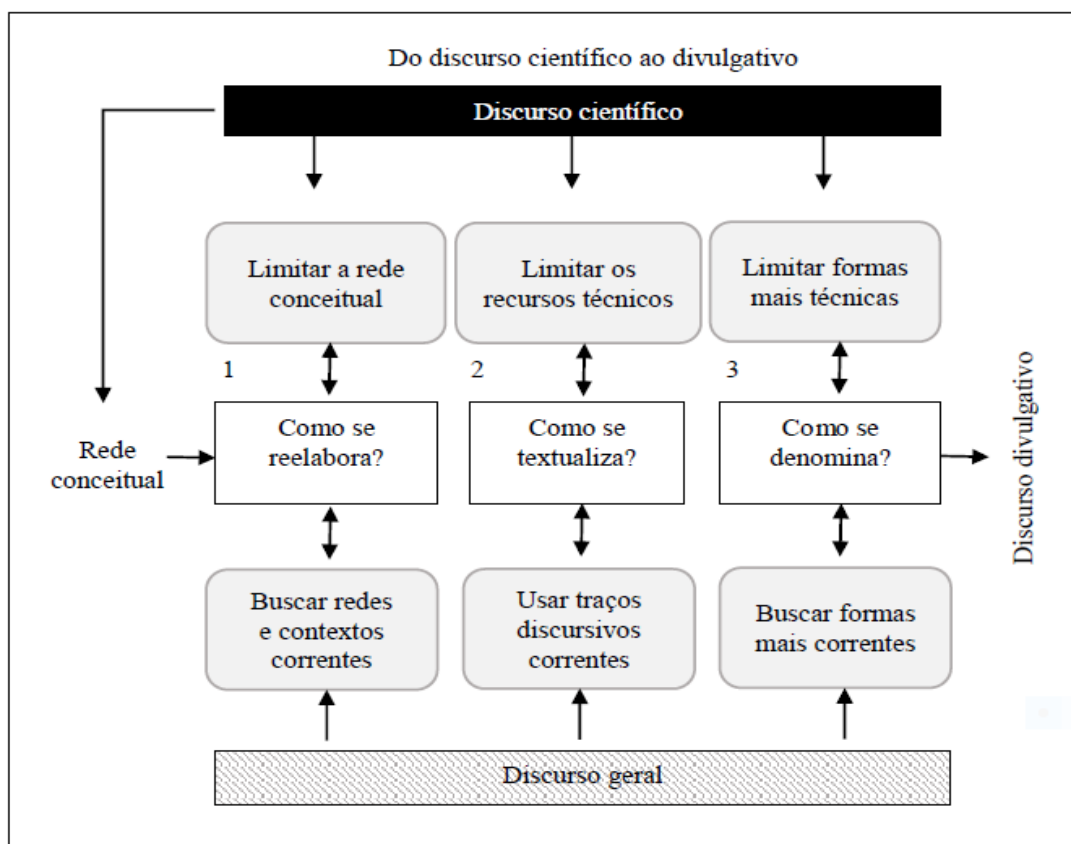 Do discurso científico ao divulgativo
Discurso científico
Limitar a rede
conceitual
Limitar os
recursos técnicos
Limitar formas
mais técnicas
1
2
3
Rede
conceitual
Como se
reelabora?
Como se
textualiza?
Como se
denomina?
Discurso divulgativo
Buscar redes
e contextos
correntes
Usar traços
discursivos
correntes
Buscar formas
mais correntes
Discurso geral